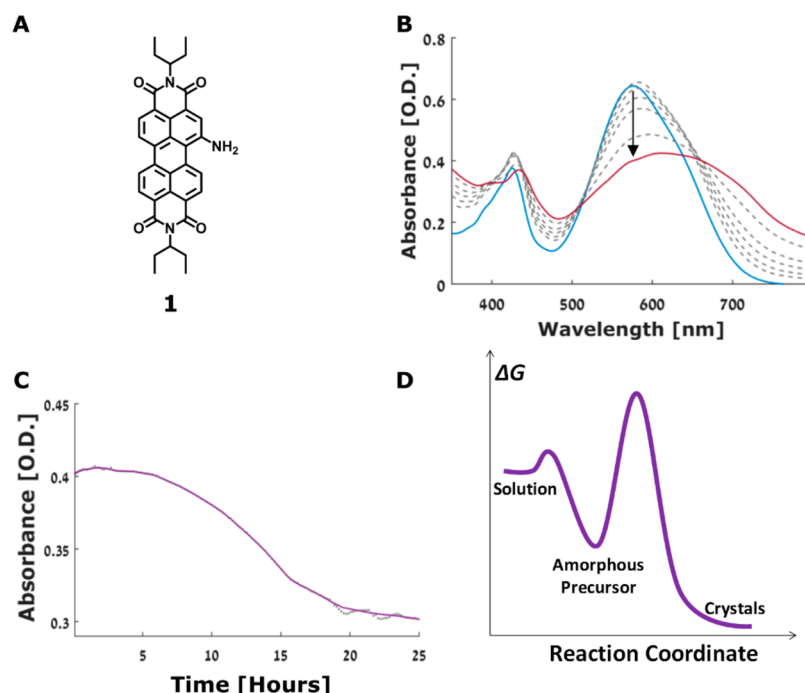 A
O
N
O
NH2
O
N
O
1
B
Absorbance [O.D.]
0.8
0.6
0.4
0.2
0
400
500
600
700
Wavelength [nm]
C
Absorbance [O.D.]
0.45
0.4
0.35
0.3
5
10
15
20
25
Time [Hours]
D
ΔG
Solution
Amorphous
Precursor
Crystals
Reaction Coordinate